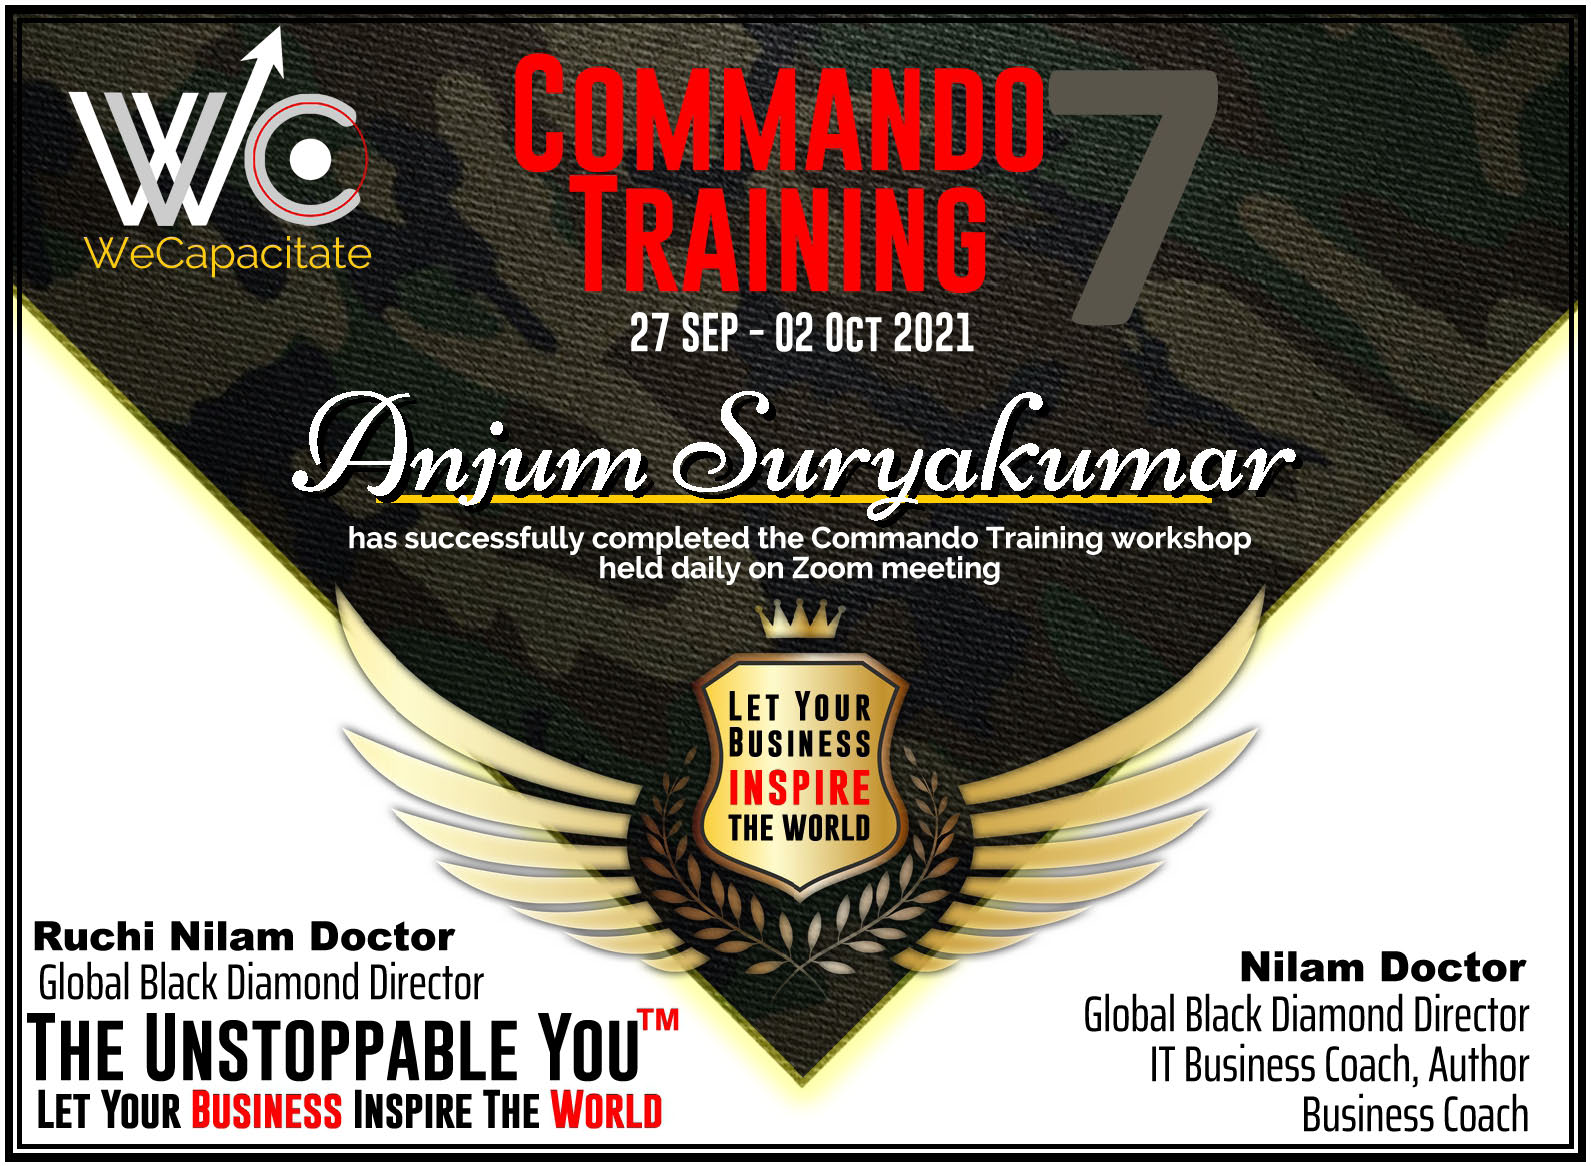 WC
WeCapacitate
COMMANDO 7
TRAINING
27 SEP - 02 OCT 2021
Anjum Suryakumar
has successfully completed the Commando Training workshop
held daily on Zoom meeting
LET YOUR
BUSINESS
INSPIRE
THE WORLD
Ruchi Nilam Doctor
Global Black Diamond Director
THE UNSTOPPABLE YOU™
LET YOUR BUSINESS INSPIRE THE WORLD
Nilam Doctor
Global Black Diamond Director
IT Business Coach, Author
Business Coach